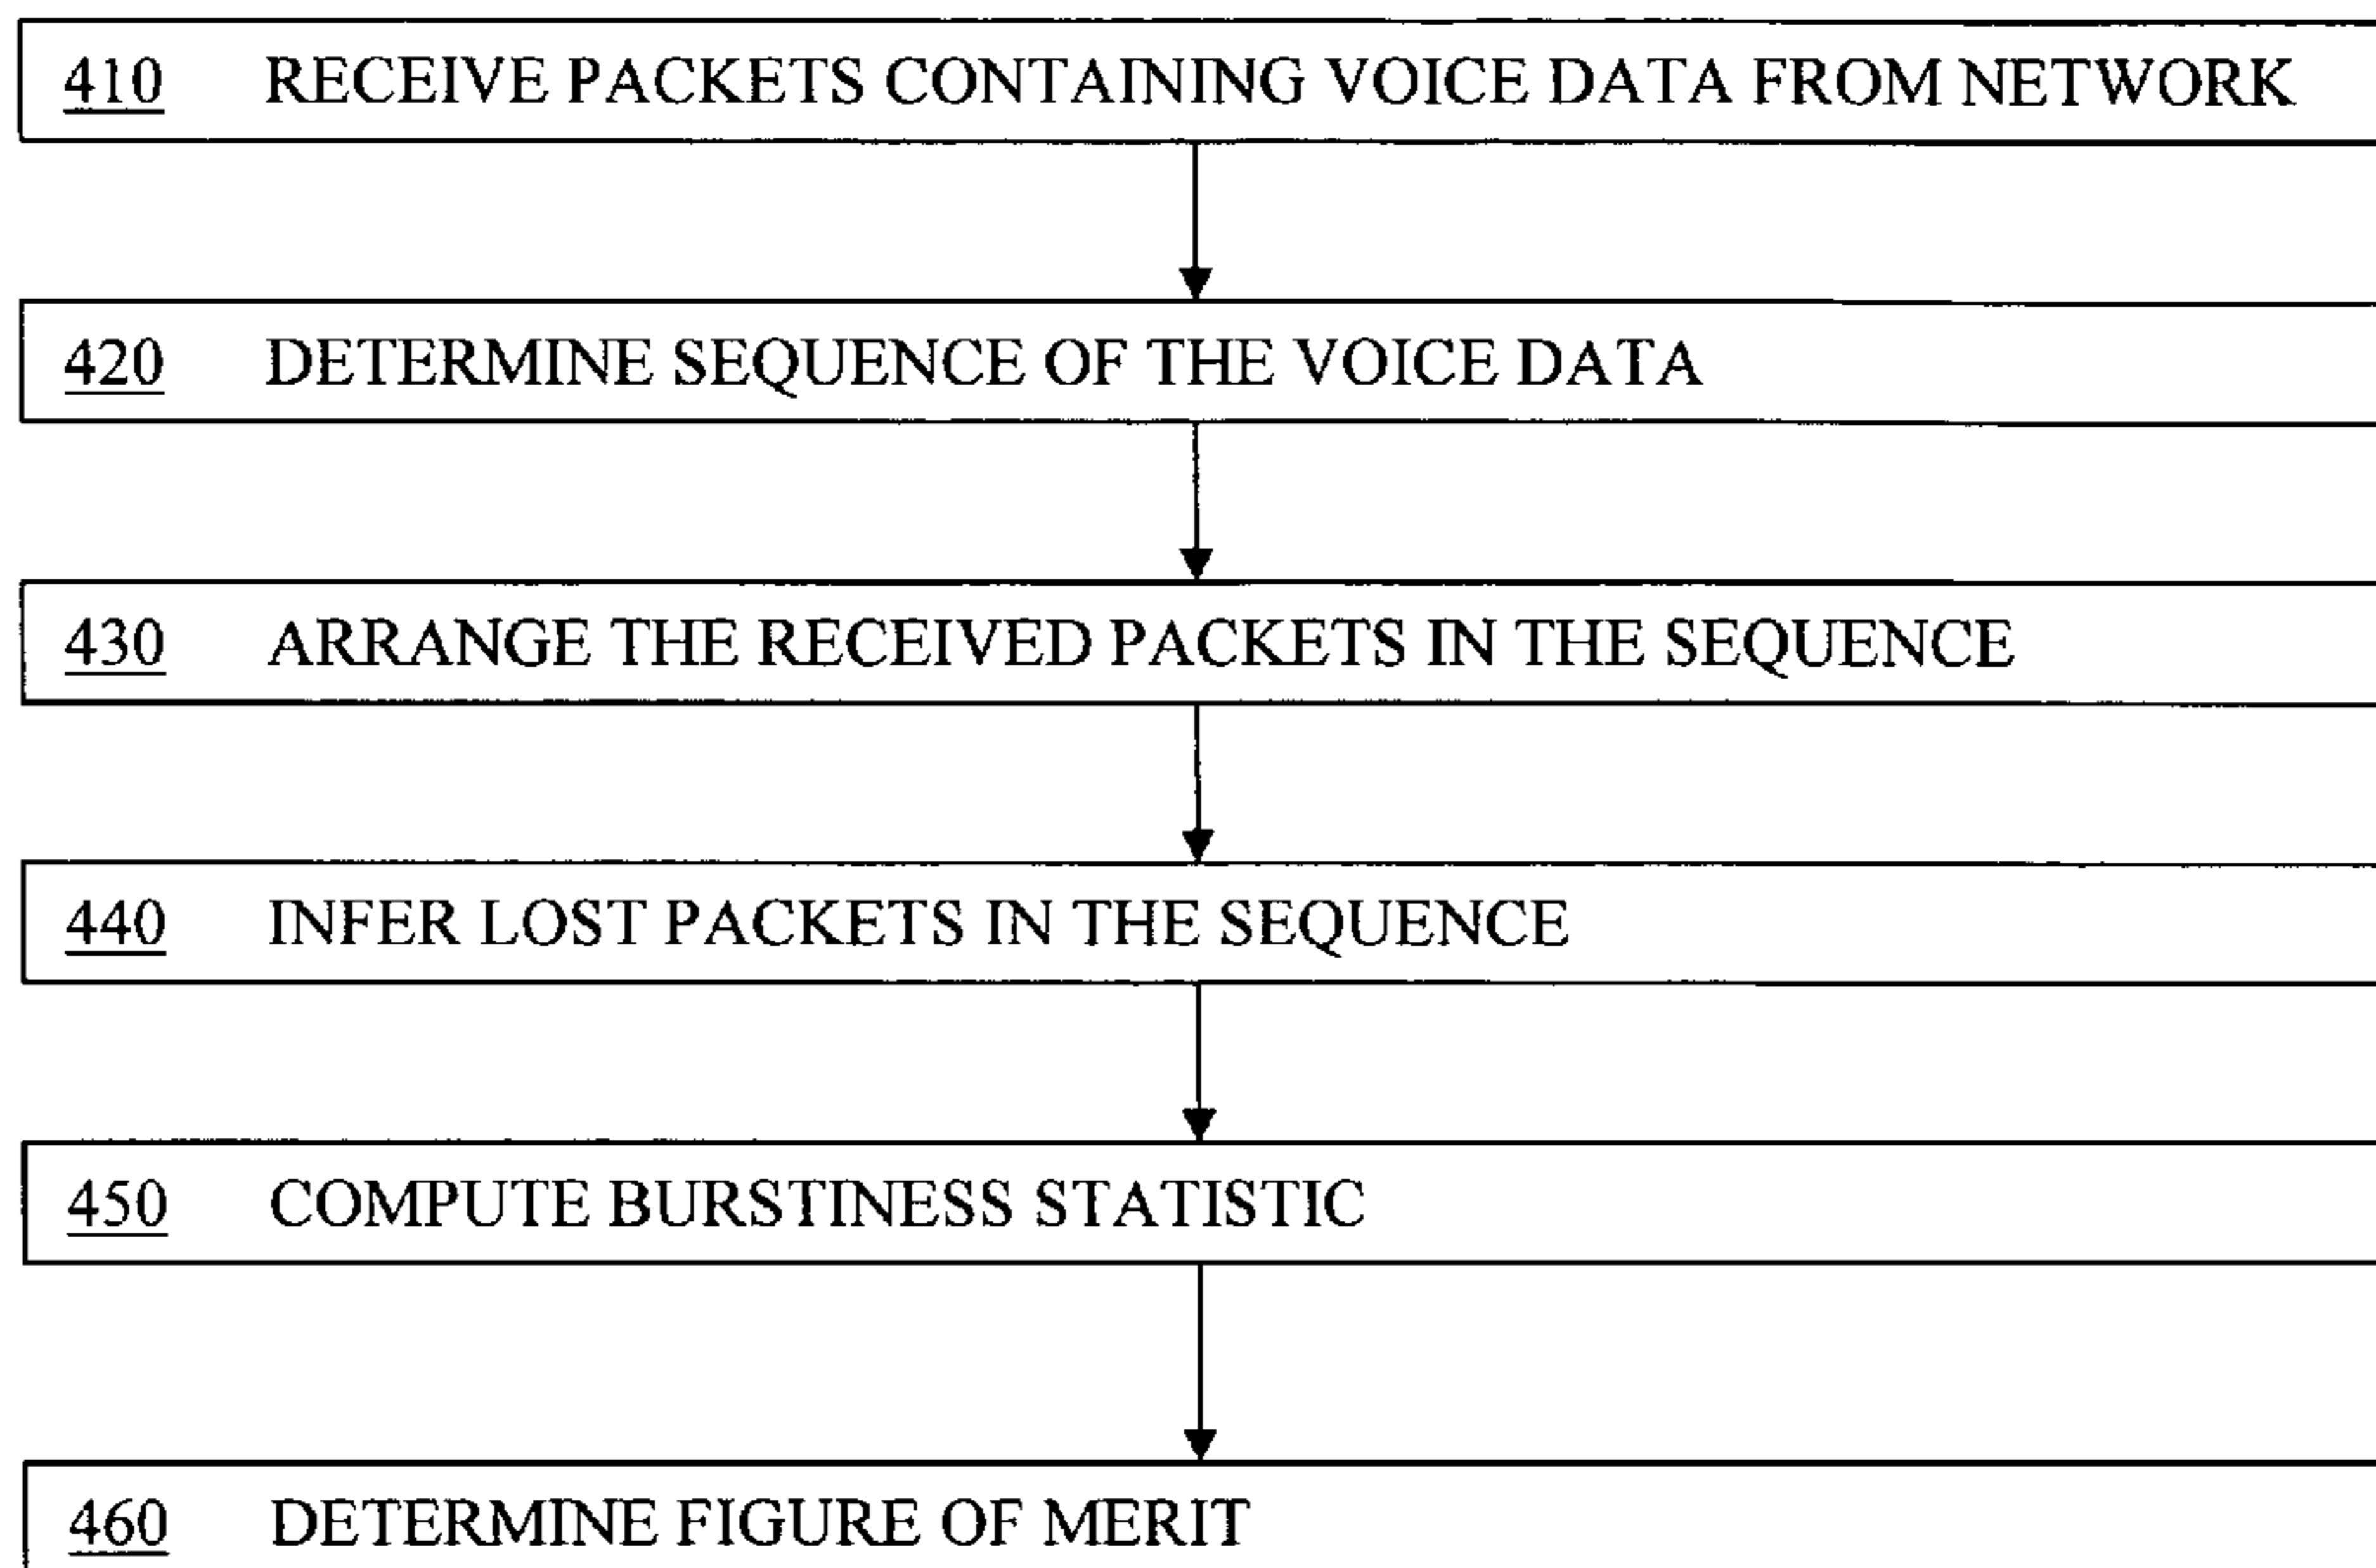 410 RECEIVE PACKETS CONTAINING VOICE DATA FROM NETWORK
420 DETERMINE SEQUENCE OF THE VOICE DATA
430 ARRANGE THE RECEIVED PACKETS IN THE SEQUENCE
440 INFER LOST PACKETS IN THE SEQUENCE
450 COMPUTE BURSTINESS STATISTIC
460 DETERMINE FIGURE OF MERIT